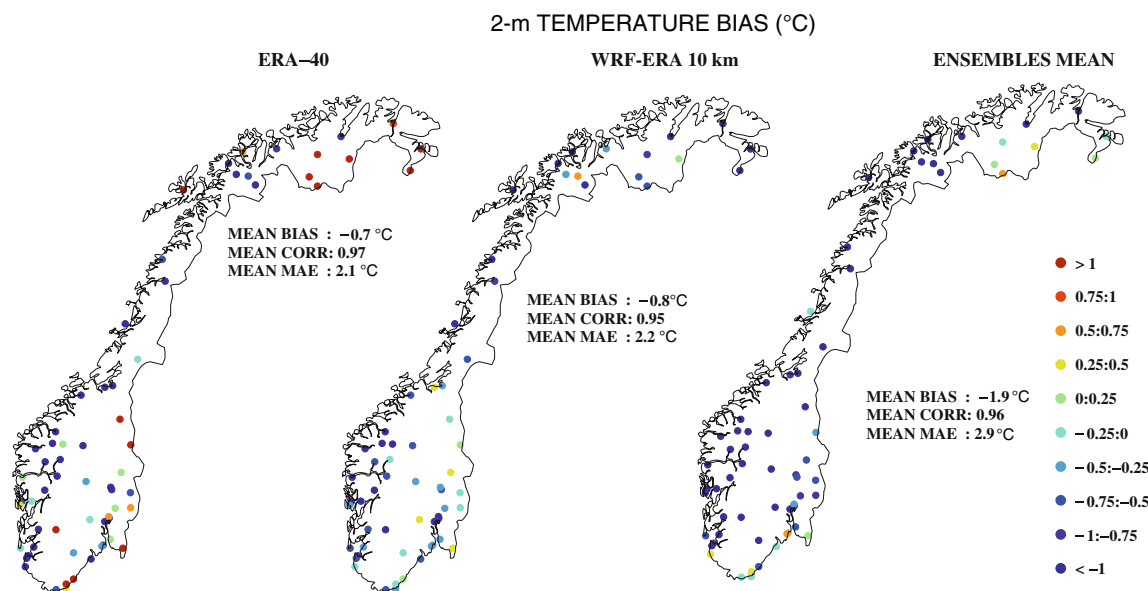 2-m TEMPERATURE BIAS (°C)
ERA−40
WRF-ERA 10 km
ENSEMBLES MEAN
MEAN BIAS : −0.7 °C
MEAN CORR: 0.97
MEAN MAE : 2.1 °C
MEAN BIAS : −0.8°C
MEAN CORR: 0.95
MEAN MAE : 2.2 °C
MEAN BIAS : −1.9°C
MEAN CORR: 0.96
MEAN MAE : 2.9°C
> 1
0.75:1
0.5:0.75
0.25:0.5
0:0.25
−0.25:0
−0.5:−0.25
−0.75:−0.5
−1:−0.75
< −1